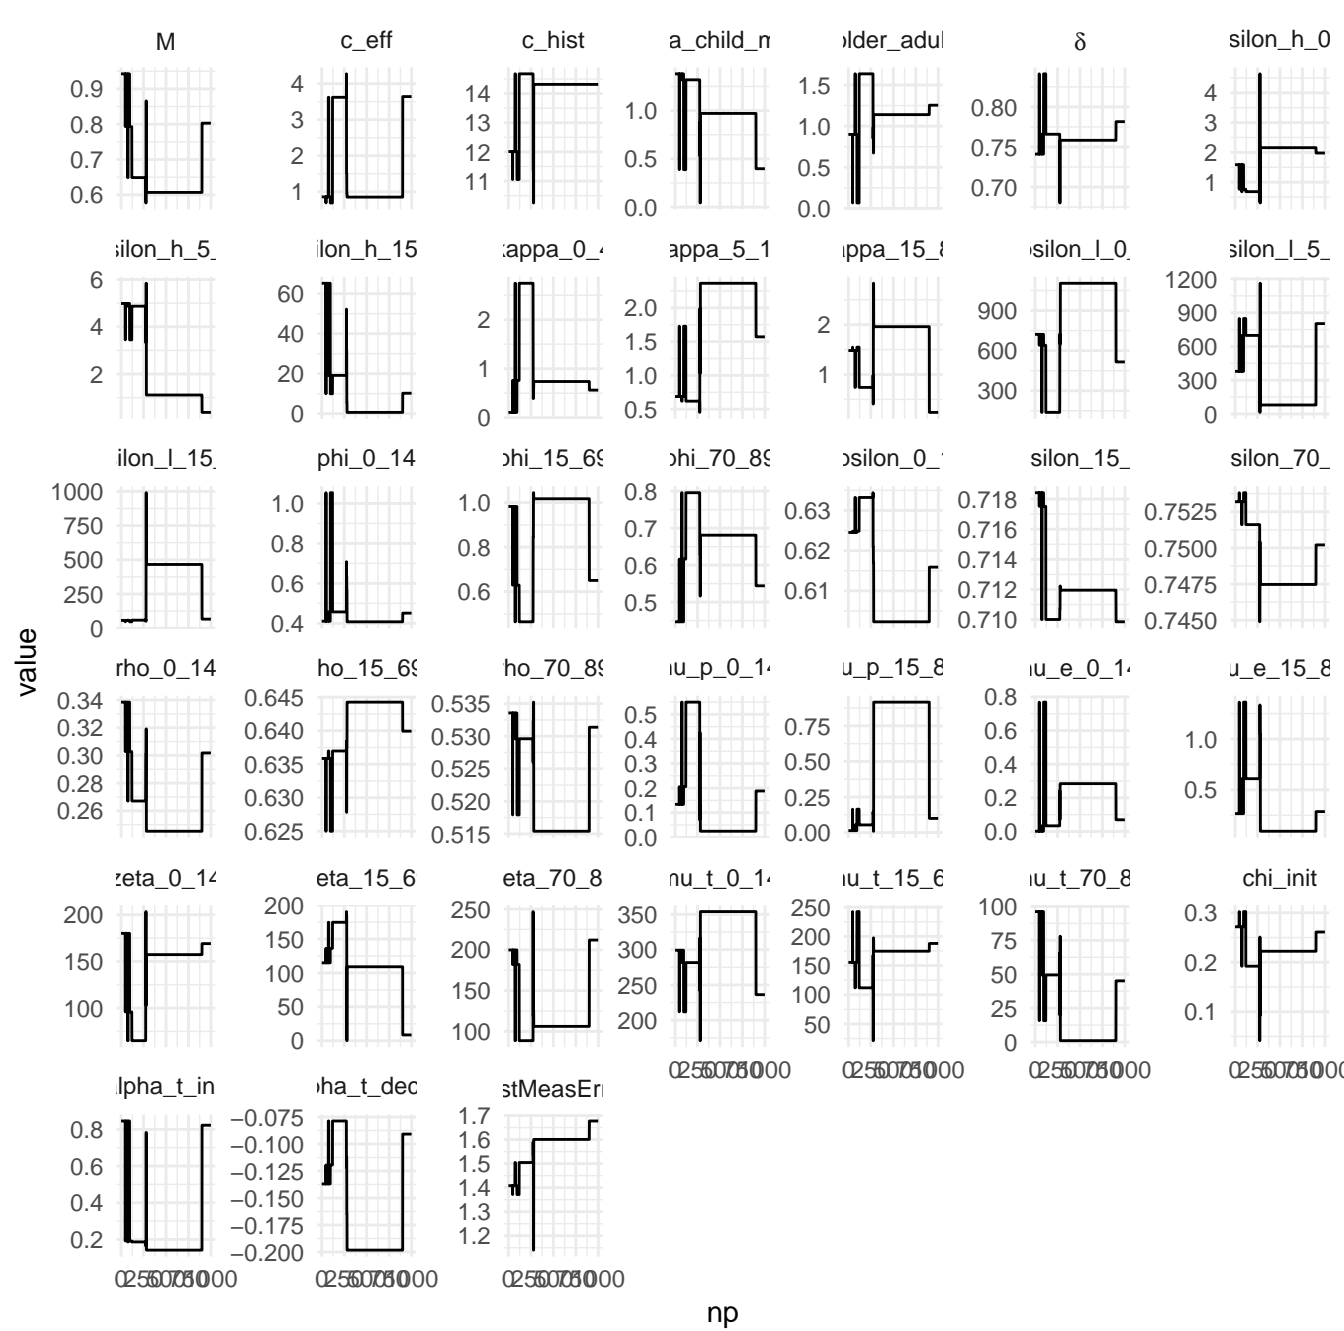 M c_eff c_hist a_child_m older_adul δ silon_h_0
0.9 0.8 0.7 0.6
4 3 2 1
14 13 12 11
1.0 0.5 0.0
1.5 1.0 0.5 0.0
0.80 0.75 0.70
4 3 2 1
silon_h_5_ ilon_h_15 kappa_0_4 appa_5_1 appa_15_8 psilon_l_0_ silon_l_5_
6 4 2
60 40 20 0
2 1 0
2.0 1.5 1.0 0.5
2 1
900 600 300
1200 900 600 300 0
ilon_l_15_ phi_0_14 phi_15_69 phi_70_89 psilon_0_1 silon_15_ silon_70_
1000 750 500 250 0
1.0 0.8 0.6 0.4
1.0 0.8 0.6
0.8 0.7 0.6 0.5
0.63 0.62 0.61
0.718 0.716 0.714 0.712 0.710
0.7525 0.7500 0.7475 0.7450
rho_0_14 ho_15_69 ho_70_89 nu_p_0_14 u_p_15_8 nu_e_0_14 u_e_15_8
0.34 0.32 0.30 0.28 0.26
0.645 0.640 0.635 0.630 0.625
0.535 0.530 0.525 0.520 0.515
0.5 0.4 0.3 0.2 0.1 0.0
0.75 0.50 0.25 0.00
0.8 0.6 0.4 0.2 0.0
1.0 0.5
zeta_0_14 eta_15_6 eta_70_8 nu_t_0_14 nu_t_15_6 nu_t_70_8 chi_init
200 150 100
200 150 100 50 0
250 200 150 100
350 300 250 200
250 200 150 100 50
100 75 50 25 0
0.3 0.2 0.1
lpha_t_in pha_t_dec stMeasErr
0.8 0.6 0.4 0.2
−0.075 −0.100 −0.125 −0.150 −0.175 −0.200
1.7 1.6 1.5 1.4 1.3 1.2
value
np